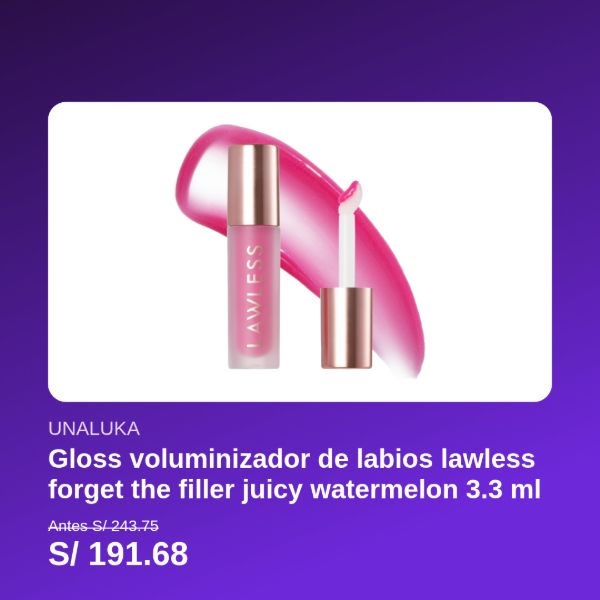 LAWLESS
UNALUKA
Gloss voluminizador de labios lawless
forget the filler juicy watermelon 3.3 ml
Antes S/ 243.75
S/ 191.68